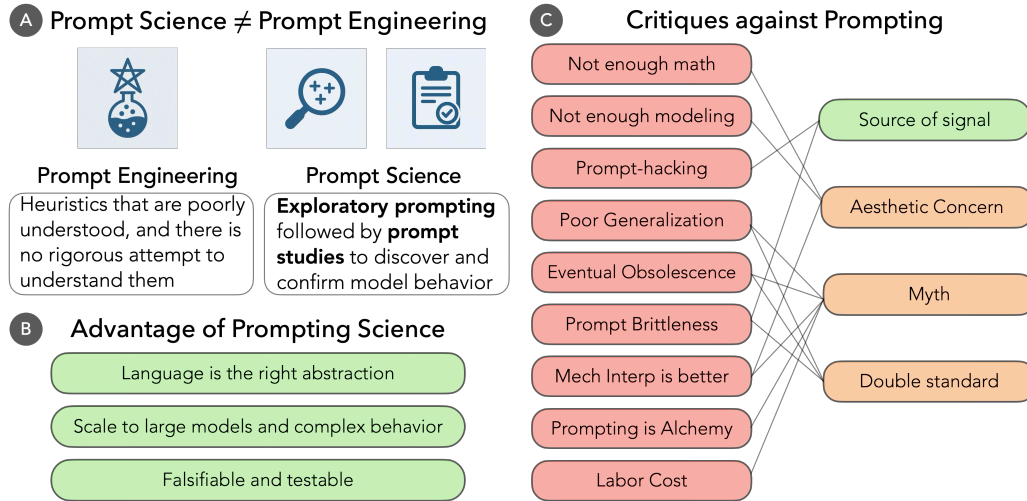 A Prompt Science ≠ Prompt Engineering
Prompt Engineering
Heuristics that are poorly
understood, and there is
no rigorous attempt to
understand them
Prompt Science
Exploratory prompting
followed by prompt
studies to discover and
confirm model behavior
B Advantage of Prompting Science
Language is the right abstraction
Scale to large models and complex behavior
Falsifiable and testable
C Critiques against Prompting
Not enough math
Not enough modeling
Prompt-hacking
Poor Generalization
Eventual Obsolescence
Prompt Brittleness
Mech Interp is better
Prompting is Alchemy
Labor Cost
Source of signal
Aesthetic Concern
Myth
Double standard